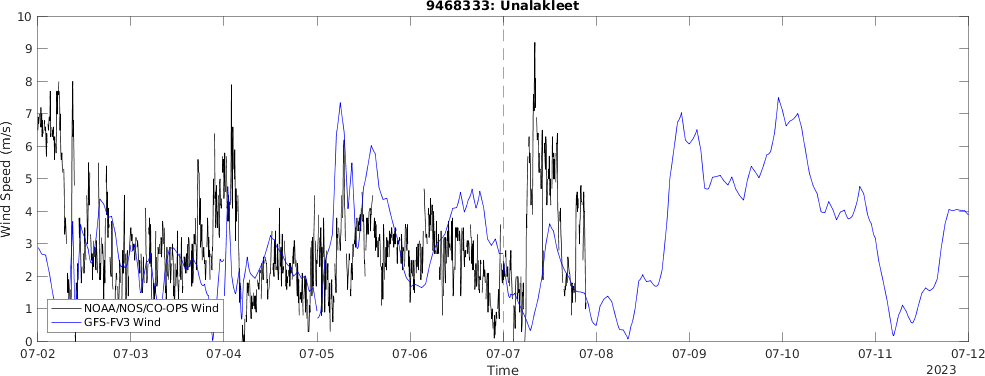 9468333: Unalakleet
Wind Speed (m/s)
10
9
8
7
6
5
4
3
2
1
0
NOAA/NOS/CO-OPS Wind
GFS-FV3 Wind
07-02 07-03 07-04 07-05 07-06 07-07 07-08 07-09 07-10 07-11 07-12
Time
2023